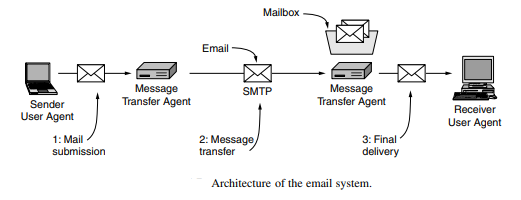 Mailbox
Email
Sender
User Agent
Message
Transfer Agent
SMTP
Message
Transfer Agent
Receiver
User Agent
1: Mail
submission
2: Message
transfer
3: Final
delivery
Architecture of the email system.